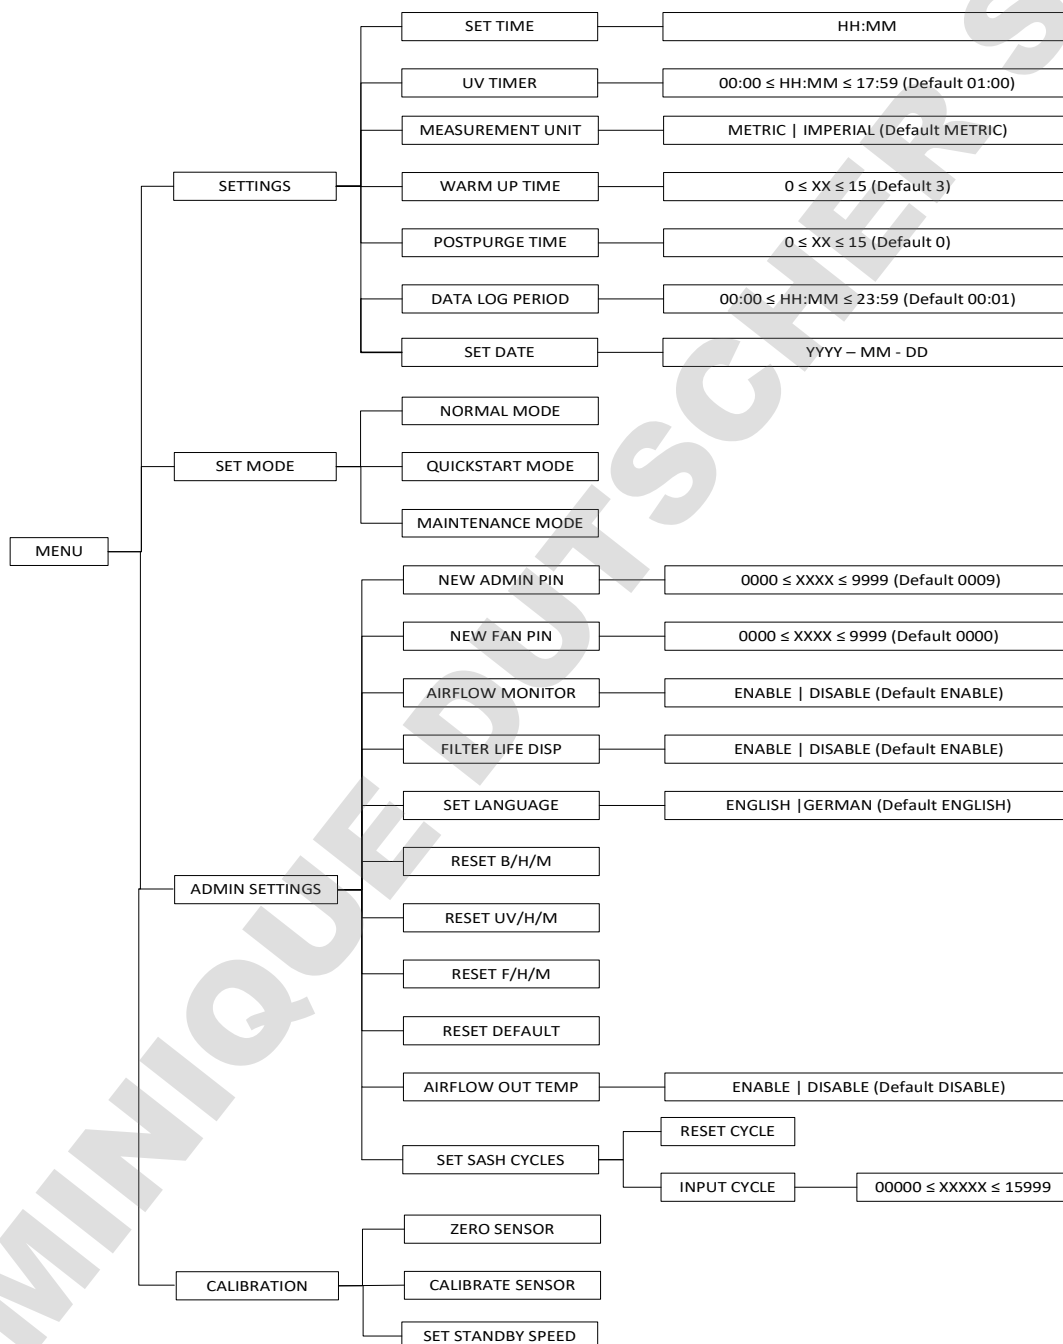 SET TIME HH:MM
UV TIMER 00:00 ≤ HH:MM ≤ 17:59 (Default 01:00)
MEASUREMENT UNIT METRIC | IMPERIAL (Default METRIC)
SETTINGS WARM UP TIME 0 ≤ XX ≤ 15 (Default 3)
POSTPURGE TIME 0 ≤ XX ≤ 15 (Default 0)
DATA LOG PERIOD 00:00 ≤ HH:MM ≤ 23:59 (Default 00:01)
SET DATE YYYY – MM - DD
NORMAL MODE
SET MODE QUICKSTART MODE
MAINTENANCE MODE
MENU
NEW ADMIN PIN 0000 ≤ XXXX ≤ 9999 (Default 0009)
NEW FAN PIN 0000 ≤ XXXX ≤ 9999 (Default 0000)
AIRFLOW MONITOR ENABLE | DISABLE (Default ENABLE)
FILTER LIFE DISP ENABLE | DISABLE (Default ENABLE)
SET LANGUAGE ENGLISH |GERMAN (Default ENGLISH)
RESET B/H/M
ADMIN SETTINGS
RESET UV/H/M
RESET F/H/M
RESET DEFAULT
AIRFLOW OUT TEMP ENABLE | DISABLE (Default DISABLE)
RESET CYCLE
SET SASH CYCLES
INPUT CYCLE 00000 ≤ XXXXX ≤ 15999
ZERO SENSOR
CALIBRATION CALIBRATE SENSOR
SET STANDBY SPEED
MINIQUE DUTSCHER S